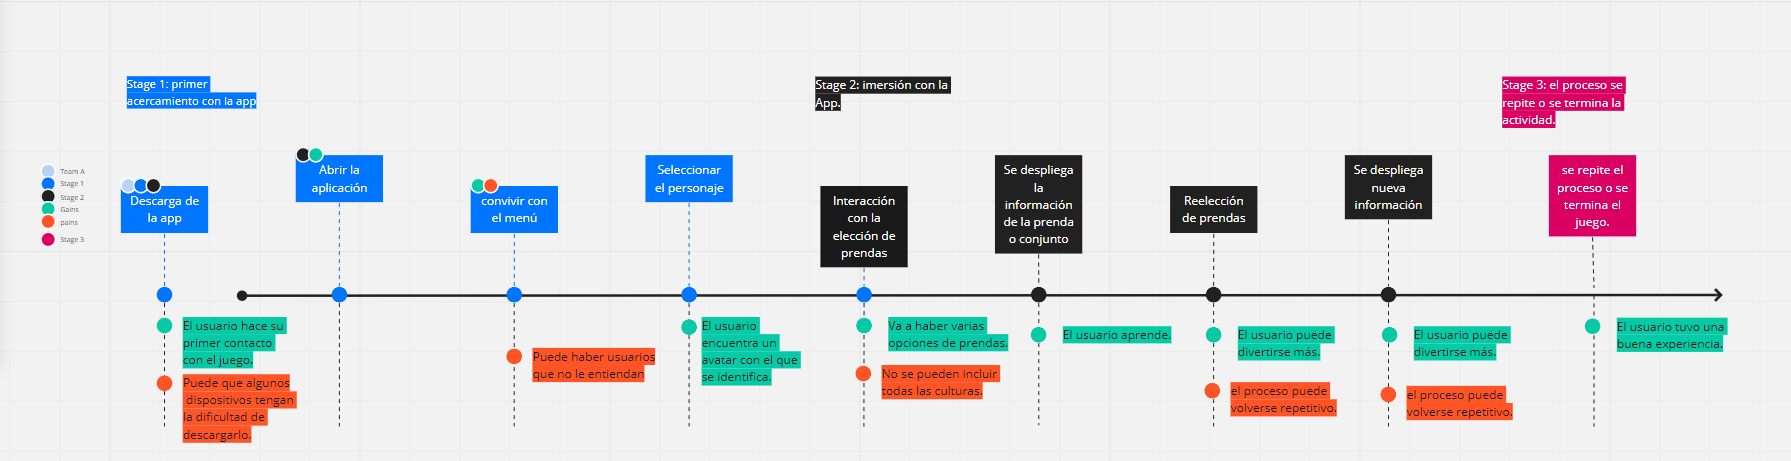 Stage 1: primer
acercamiento con la app
Stage 2: imersión con la
App.
Stage 3: el proceso se
repite o se termina la
actividad.
Team A
Stage 1
Stage 2
Gains
pains
Stage 3
Descarga de
la app
Abrir la
aplicación
convivir con
el menú
Seleccionar
el personaje
Interacción
con la
elección de
prendas
Se despliega
la
información
de la prenda
o conjunto
Reelección
de prendas
Se despliega
nueva
información
se repite el
proceso o se
termina el
juego.
El usuario hace su
primer contacto
con el juego.
Puede que algunos
dispositivos tengan
la dificultad de
descargarlo.
Puede haber usuarios
que no le entiendan
El usuario
encuentra un
avatar con el que
se identifica.
Va a haber varias
opciones de prendas.
No se pueden incluir
todas las culturas.
El usuario aprende.
El usuario puede
divertirse más.
el proceso puede
volverse repetitivo.
El usuario puede
divertirse más.
el proceso puede
volverse repetitivo.
El usuario tuvo una
buena experiencia.